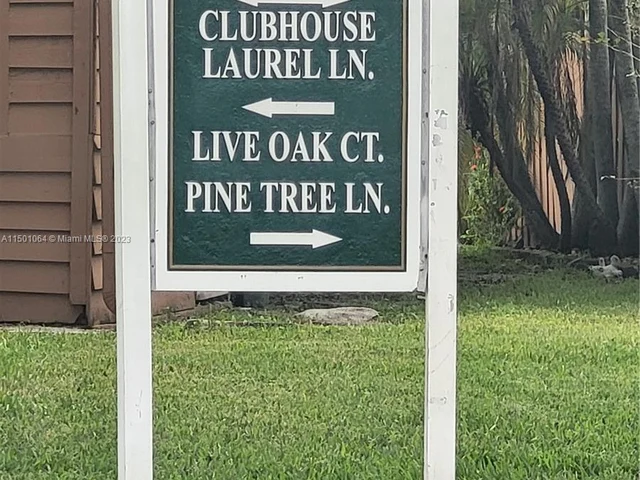 CLUBHOUSE
LAUREL LN.
LIVE OAK CT.
PINE TREE LN.
A11501064 © Miami MLS® 2023